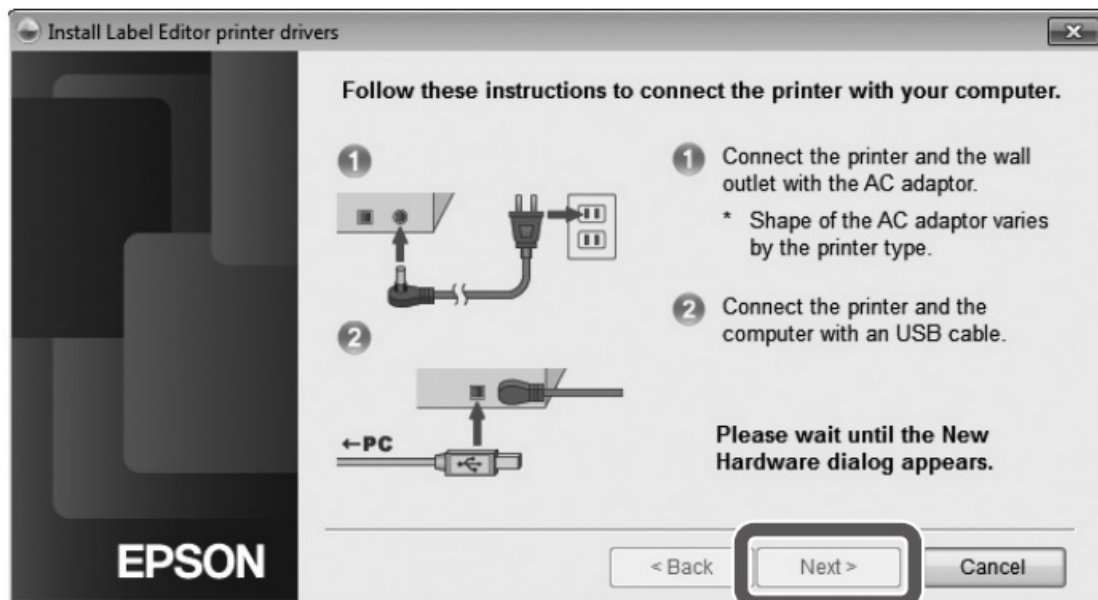 Install Label Editor printer drivers
Follow these instructions to connect the printer with your computer.
1
1 Connect the printer and the wall
outlet with the AC adaptor.
* Shape of the AC adaptor varies
by the printer type.
2 Connect the printer and the
computer with an USB cable.
2
←PC
Please wait until the New
Hardware dialog appears.
EPSON
< Back
Next >
Cancel